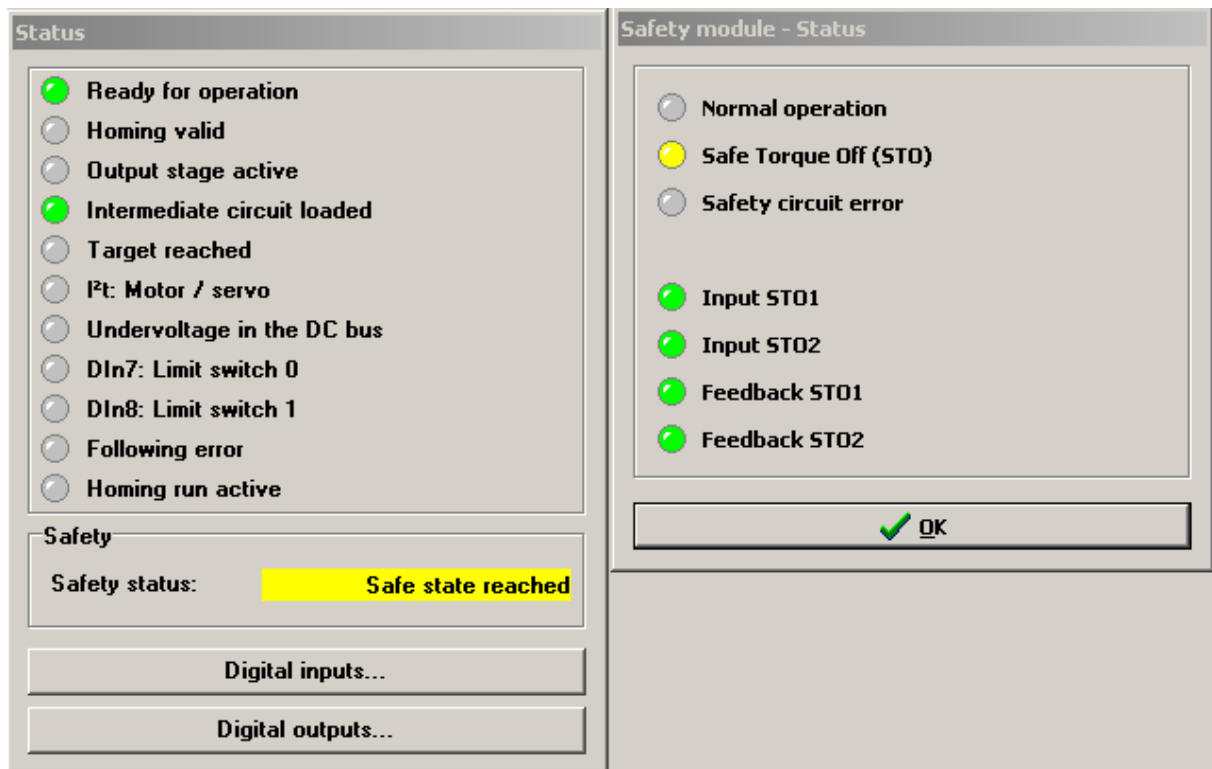 Status
Ready for operation
Homing valid
Output stage active
Intermediate circuit loaded
Target reached
I²t: Motor / servo
Undervoltage in the DC bus
DIn7: Limit switch 0
DIn8: Limit switch 1
Following error
Homing run active
Safety
Safety status: Safe state reached
Digital inputs...
Digital outputs...
Safety module - Status
Normal operation
Safe Torque Off (STO)
Safety circuit error
Input STO1
Input STO2
Feedback STO1
Feedback STO2
OK